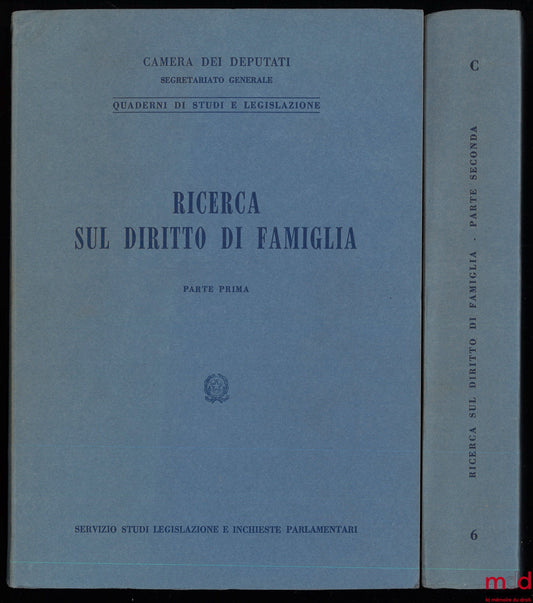 CAMERA DEI DEPUTATI
SEGRETARIATO GENERALE
QUADERNI DI STUDI E LEGISLAZIONE
RICERCA
SUL DIRITTO DI FAMIGLIA
PARTE PRIMA
SERVIZIO STUDI LEGISLAZIONE E INCHIESTE PARLAMENTARI
C
RICERCA SUL DIRITTO DI FAMIGLIA - PARTE SECONDA
6
mdd
la mémoire du droit